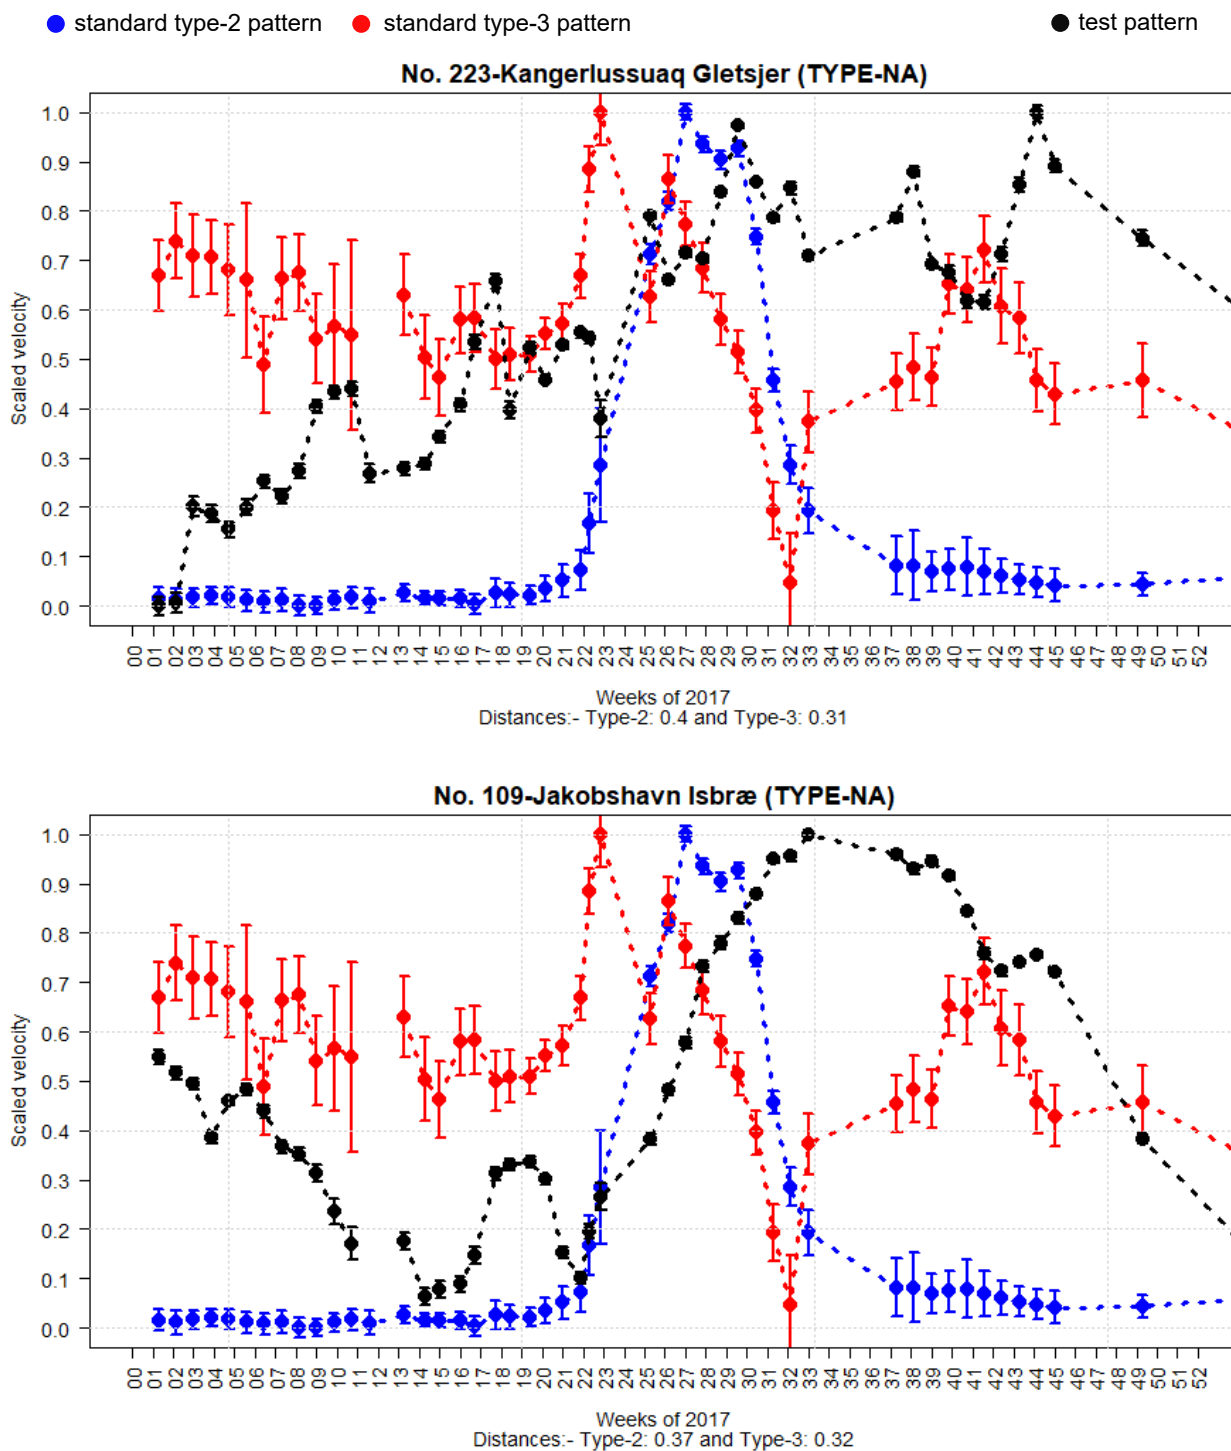 standard type-2 pattern standard type-3 pattern test pattern
No. 223-Kangerlussuaq Gletsjer (TYPE-NA)
Scaled velocity
1.0
0.9
0.8
0.7
0.6
0.5
0.4
0.3
0.2
0.1
0.0
00 01 02 03 04 05 06 07 08 09 10 11 12 13 14 15 16 17 18 19 20 21 22 23 24 25 26 27 28 29 30 31 32 33 34 35 36 37 38 39 40 41 42 43 44 45 46 47 48 49 50 51 52
Weeks of 2017
Distances:- Type-2: 0.4 and Type-3: 0.31
No. 109-Jakobshavn Isbræ (TYPE-NA)
Scaled velocity
1.0
0.9
0.8
0.7
0.6
0.5
0.4
0.3
0.2
0.1
0.0
00 01 02 03 04 05 06 07 08 09 10 11 12 13 14 15 16 17 18 19 20 21 22 23 24 25 26 27 28 29 30 31 32 33 34 35 36 37 38 39 40 41 42 43 44 45 46 47 48 49 50 51 52
Weeks of 2017
Distances:- Type-2: 0.37 and Type-3: 0.32